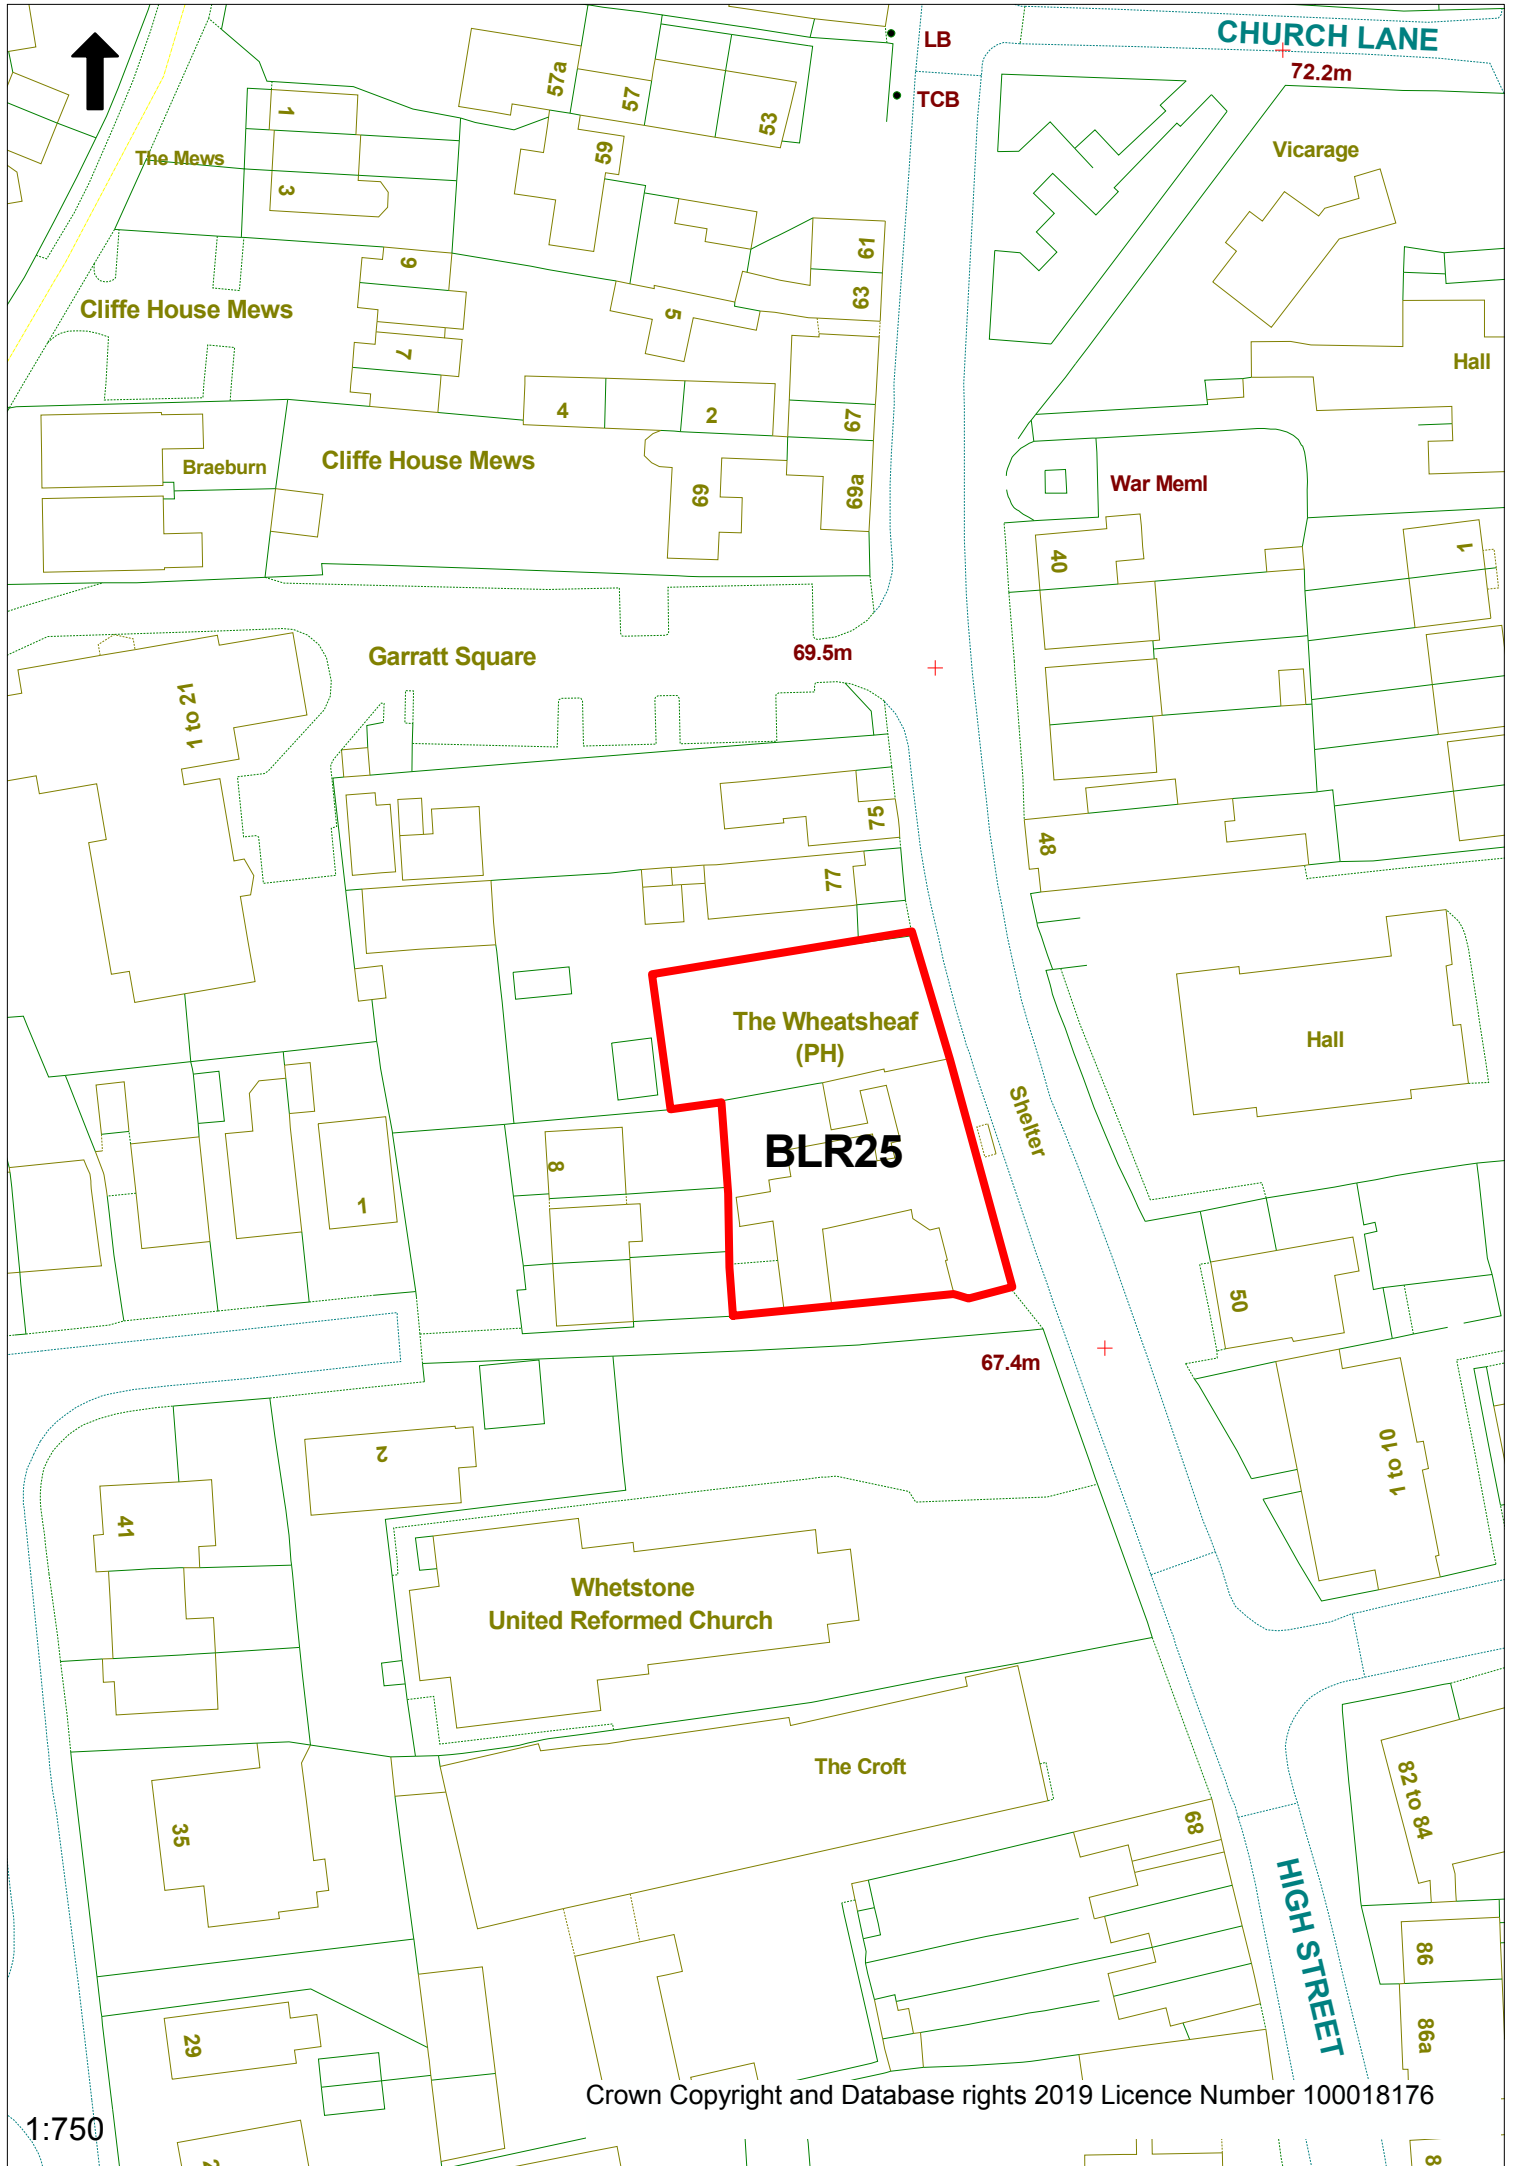 CHURCH LANE
LB
72.2m
TCB
57a
57
53
1
The Mews
59
Vicarage
3
61
9
63
Cliffe House Mews
5
7
Hall
4
2
67
Braeburn
Cliffe House Mews
War Meml
69
69a
40
1
Garratt Square
69.5m
1 to 21
75
48
77
The Wheatsheaf
(PH)
Hall
Shelter
BLR25
8
1
50
67.4m
2
1 to 10
41
Whetstone
United Reformed Church
The Croft
82 to 84
68
35
HIGH STREET
86
29
86a
Crown Copyright and Database rights 2019 Licence Number 100018176
1:750